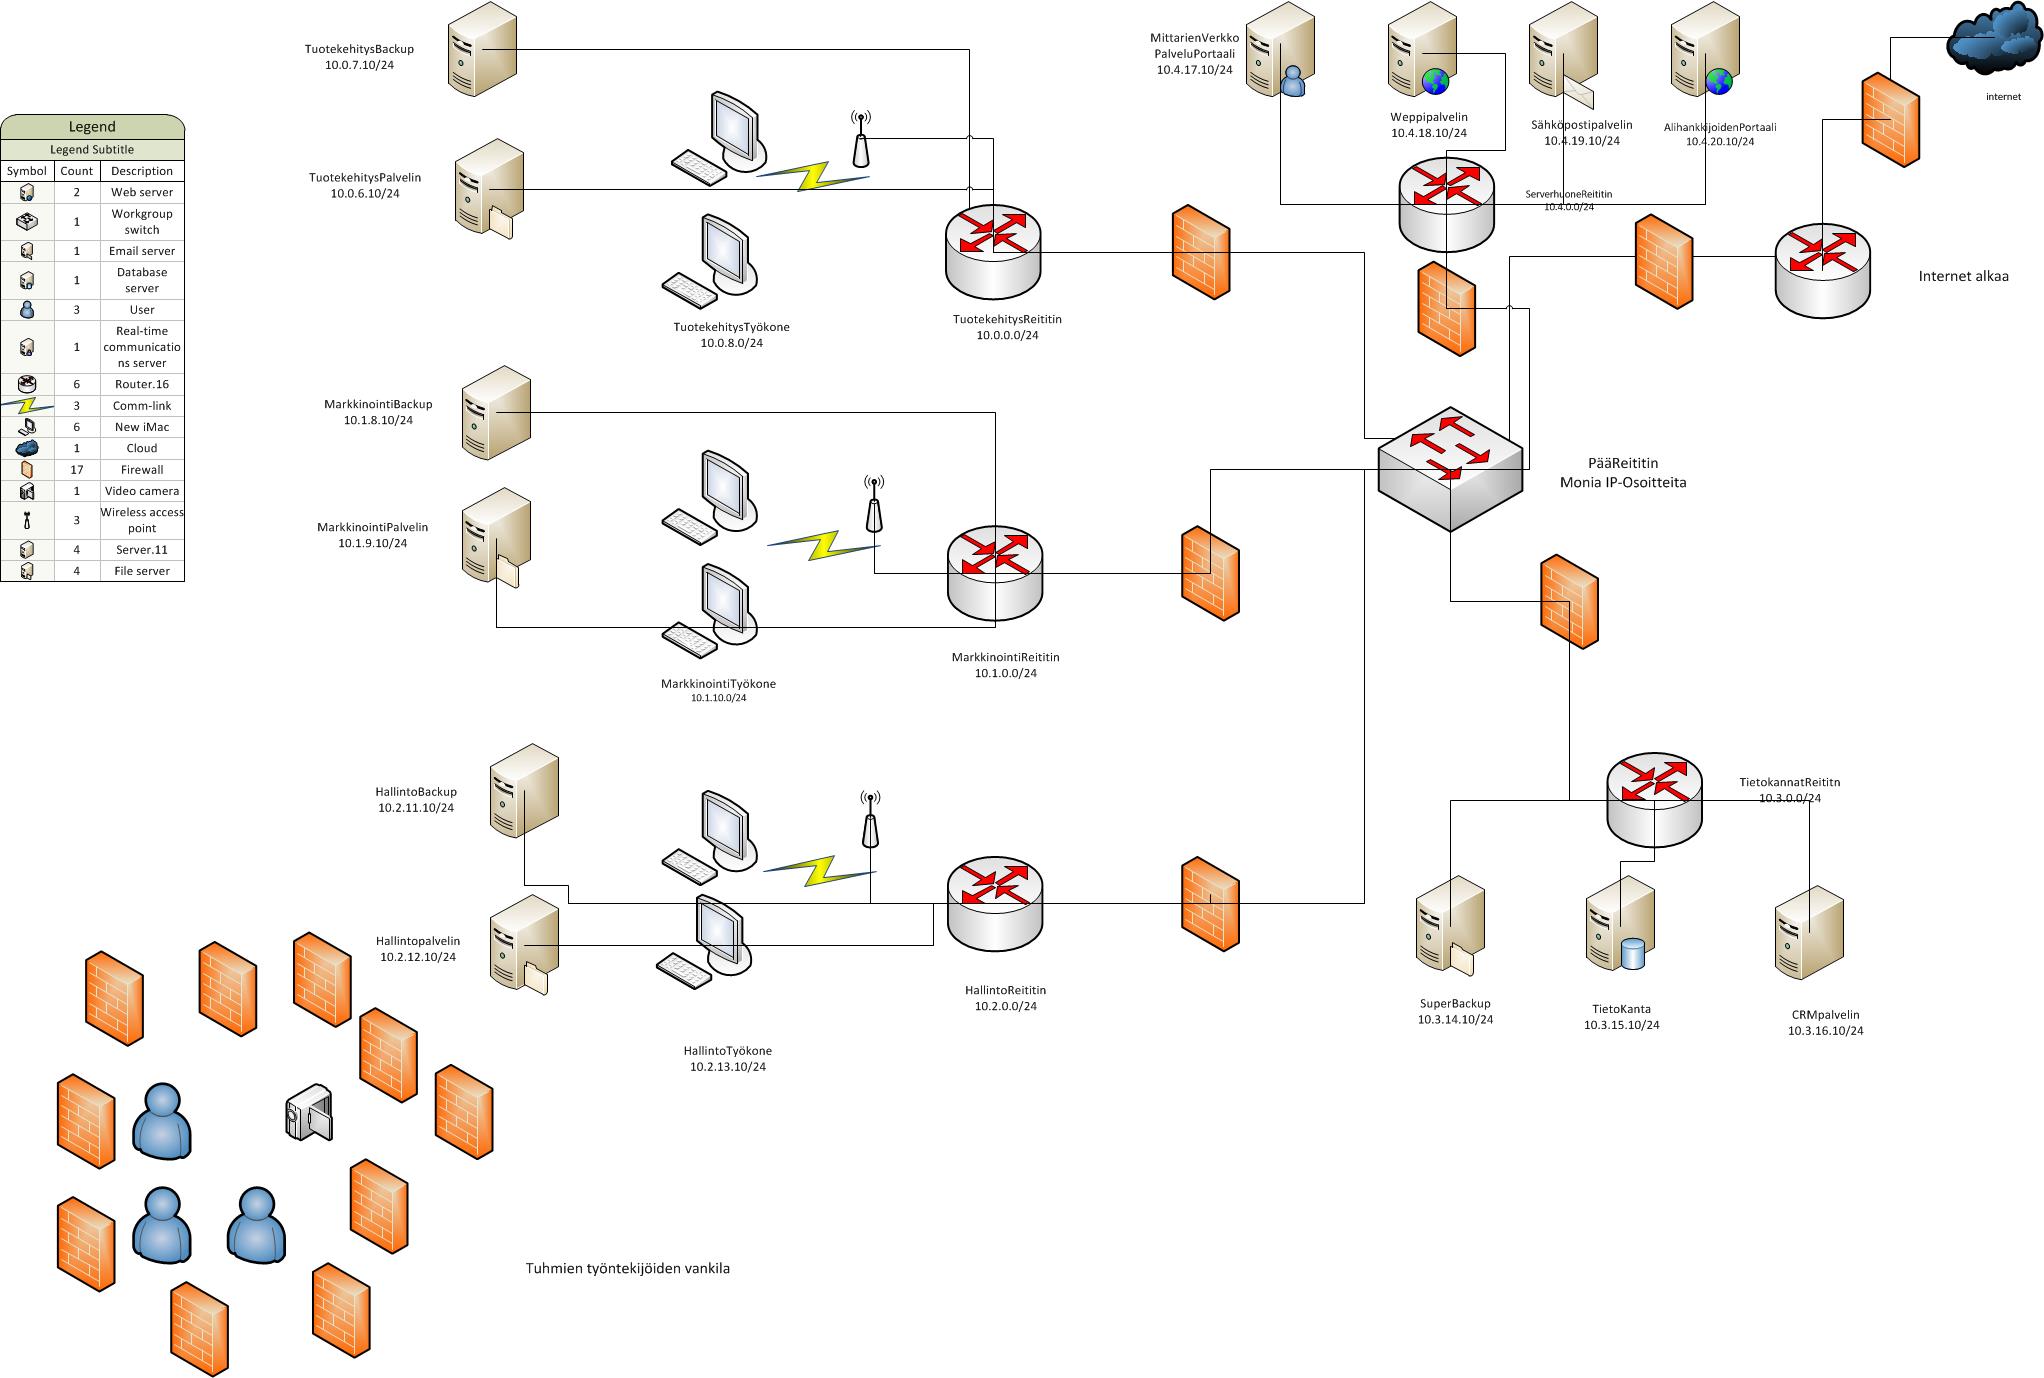 Legend
Legend Subtitle
Symbol Count Description
2 Web server
1 Workgroup
switch
1 Email server
1 Database
server
3 User
1 Real-time
communicatio
ns server
6 Router.16
3 Comm-link
6 New iMac
1 Cloud
17 Firewall
1 Video camera
3 Wireless access
point
4 Server.11
4 File server
TuotekehitysBackup
10.0.7.10/24
TuotekehitysPalvelin
10.0.6.10/24
TuotekehitysTyökone
10.0.8.0/24
TuotekehitysReititin
10.0.0.0/24
MittarienVerkko
PalveluPortaali
10.4.17.10/24
Weppipalvelin
10.4.18.10/24
Sähköpostipalvelin
10.4.19.10/24
AlihankkijoidenPortaali
10.4.20.10/24
internet
ServerhuoneReititin
10.4.0.0/24
Internet alkaa
MarkkinointiBackup
10.1.8.10/24
MarkkinointiPalvelin
10.1.9.10/24
MarkkinointiTyökone
10.1.10.0/24
MarkkinointiReititin
10.1.0.0/24
PääReititin
Monia IP-Osoitteita
HallintoBackup
10.2.11.10/24
Hallintopalvelin
10.2.12.10/24
HallintoTyökone
10.2.13.10/24
HallintoReititin
10.2.0.0/24
TietokannatReititn
10.3.0.0/24
SuperBackup
10.3.14.10/24
TietoKanta
10.3.15.10/24
CRMpalvelin
10.3.16.10/24
Tuhmien työntekijöiden vankila